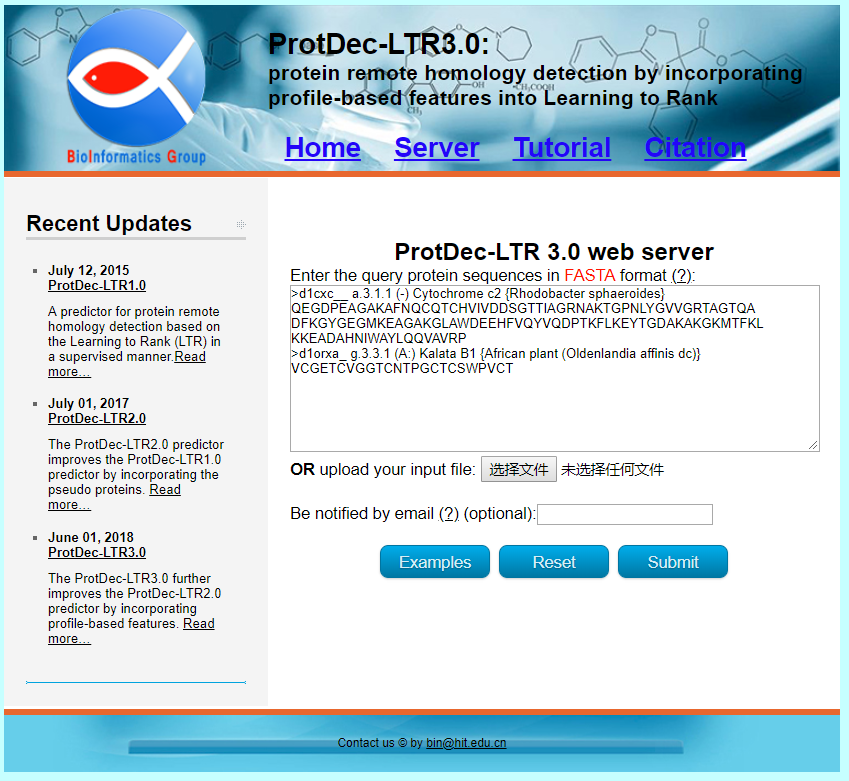 ProtDec-LTR3.0:
protein remote homology detection by incorporating
profile-based features into Learning to Rank
BioInformatics Group
Home Server Tutorial Citation
Recent Updates
July 12, 2015
ProtDec-LTR1.0
A predictor for protein remote
homology detection based on
the Learning to Rank (LTR) in
a supervised manner.Read
more…
July 01, 2017
ProtDec-LTR2.0
The ProtDec-LTR2.0 predictor
improves the ProtDec-LTR1.0
predictor by incorporating the
pseudo proteins. Read
more…
June 01, 2018
ProtDec-LTR3.0
The ProtDec-LTR3.0 further
improves the ProtDec-LTR2.0
predictor by incorporating
profile-based features. Read
more…
ProtDec-LTR 3.0 web server
Enter the query protein sequences in FASTA format (?):
>d1cxc__ a.3.1.1 (-) Cytochrome c2 {Rhodobacter sphaeroides}
QEGDPEAGAKAFNQCQTCHVIVDDSGTTIAGRNAKTGPNLYGVVGRTAGTQA
DFKGYGEGMKEAGAKGLAWDEEHFVQYVQDPTKFLKEYTGDAKAKGKMTFKL
KKEADAHNIWAYLQQVAVRP
>d1orxa_ g.3.3.1 (A:) Kalata B1 {African plant (Oldenlandia affinis dc)}
VCGETCVGGTCNTPGCTCSWPVCT
OR upload your input file: 选择文件 未选择任何文件
Be notified by email (?) (optional):
Examples Reset Submit
Contact us © by bin@hit.edu.cn